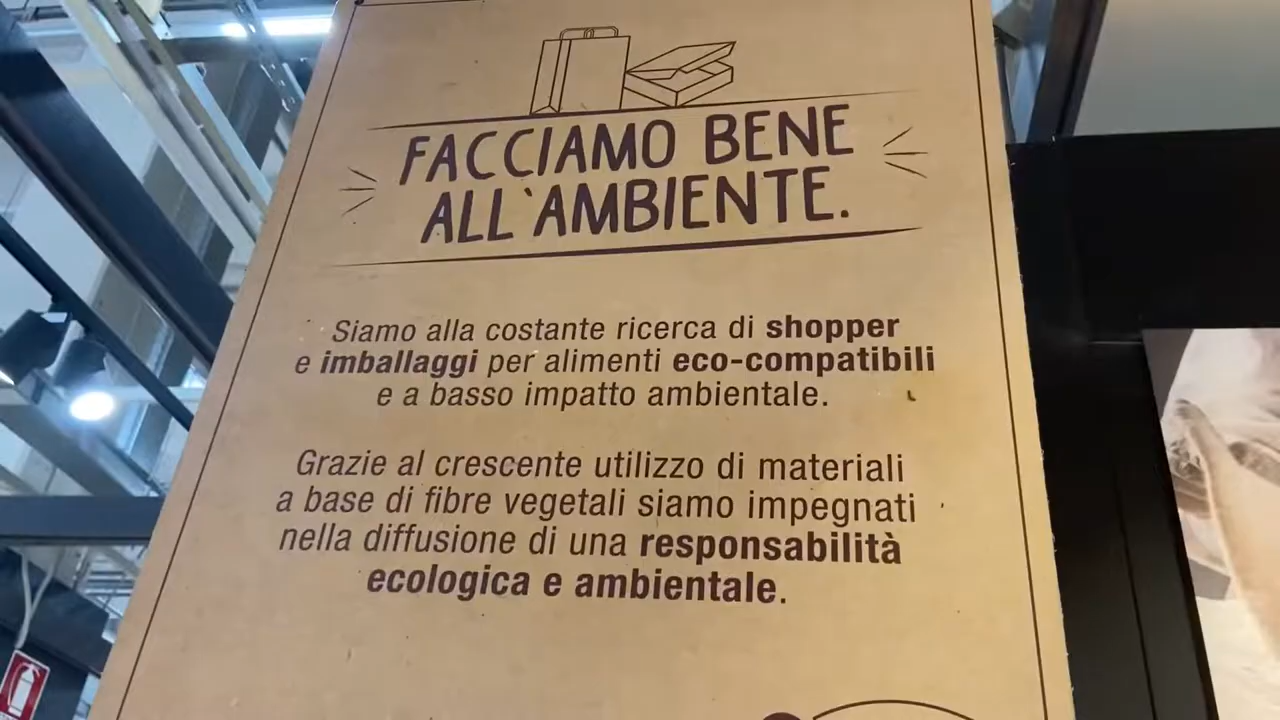 FACCIAMO BENE
ALL'AMBIENTE.
Siamo alla costante ricerca di shopper
e imballaggi per alimenti eco-compatibili
e a basso impatto ambientale.
Grazie al crescente utilizzo di materiali
a base di fibre vegetali siamo impegnati
nella diffusione di una responsabilità
ecologica e ambientale.